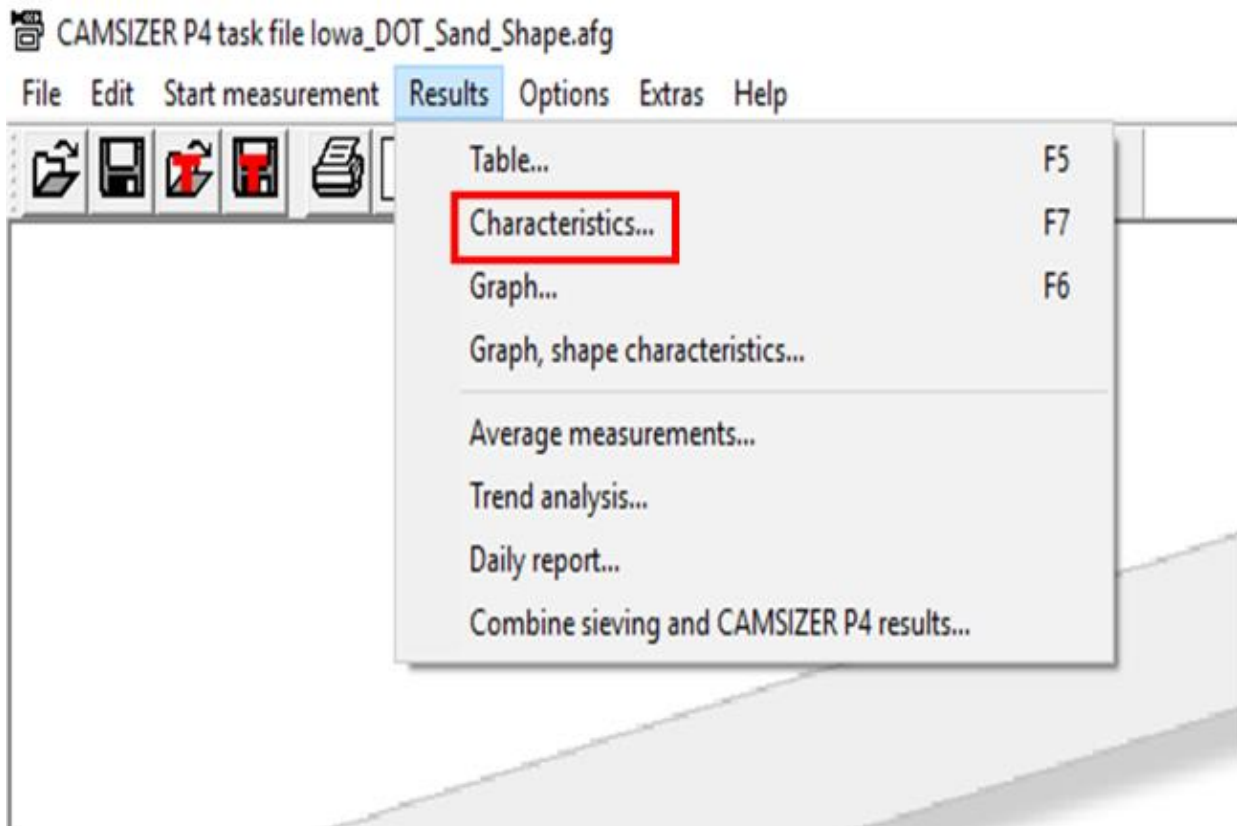 CAMSIZER P4 task file Iowa_DOT_Sand_Shape.afg
File Edit Start measurement Results Options Extras Help
Table... F5
Characteristics... F7
Graph... F6
Graph, shape characteristics...
Average measurements...
Trend analysis...
Daily report...
Combine sieving and CAMSIZER P4 results...